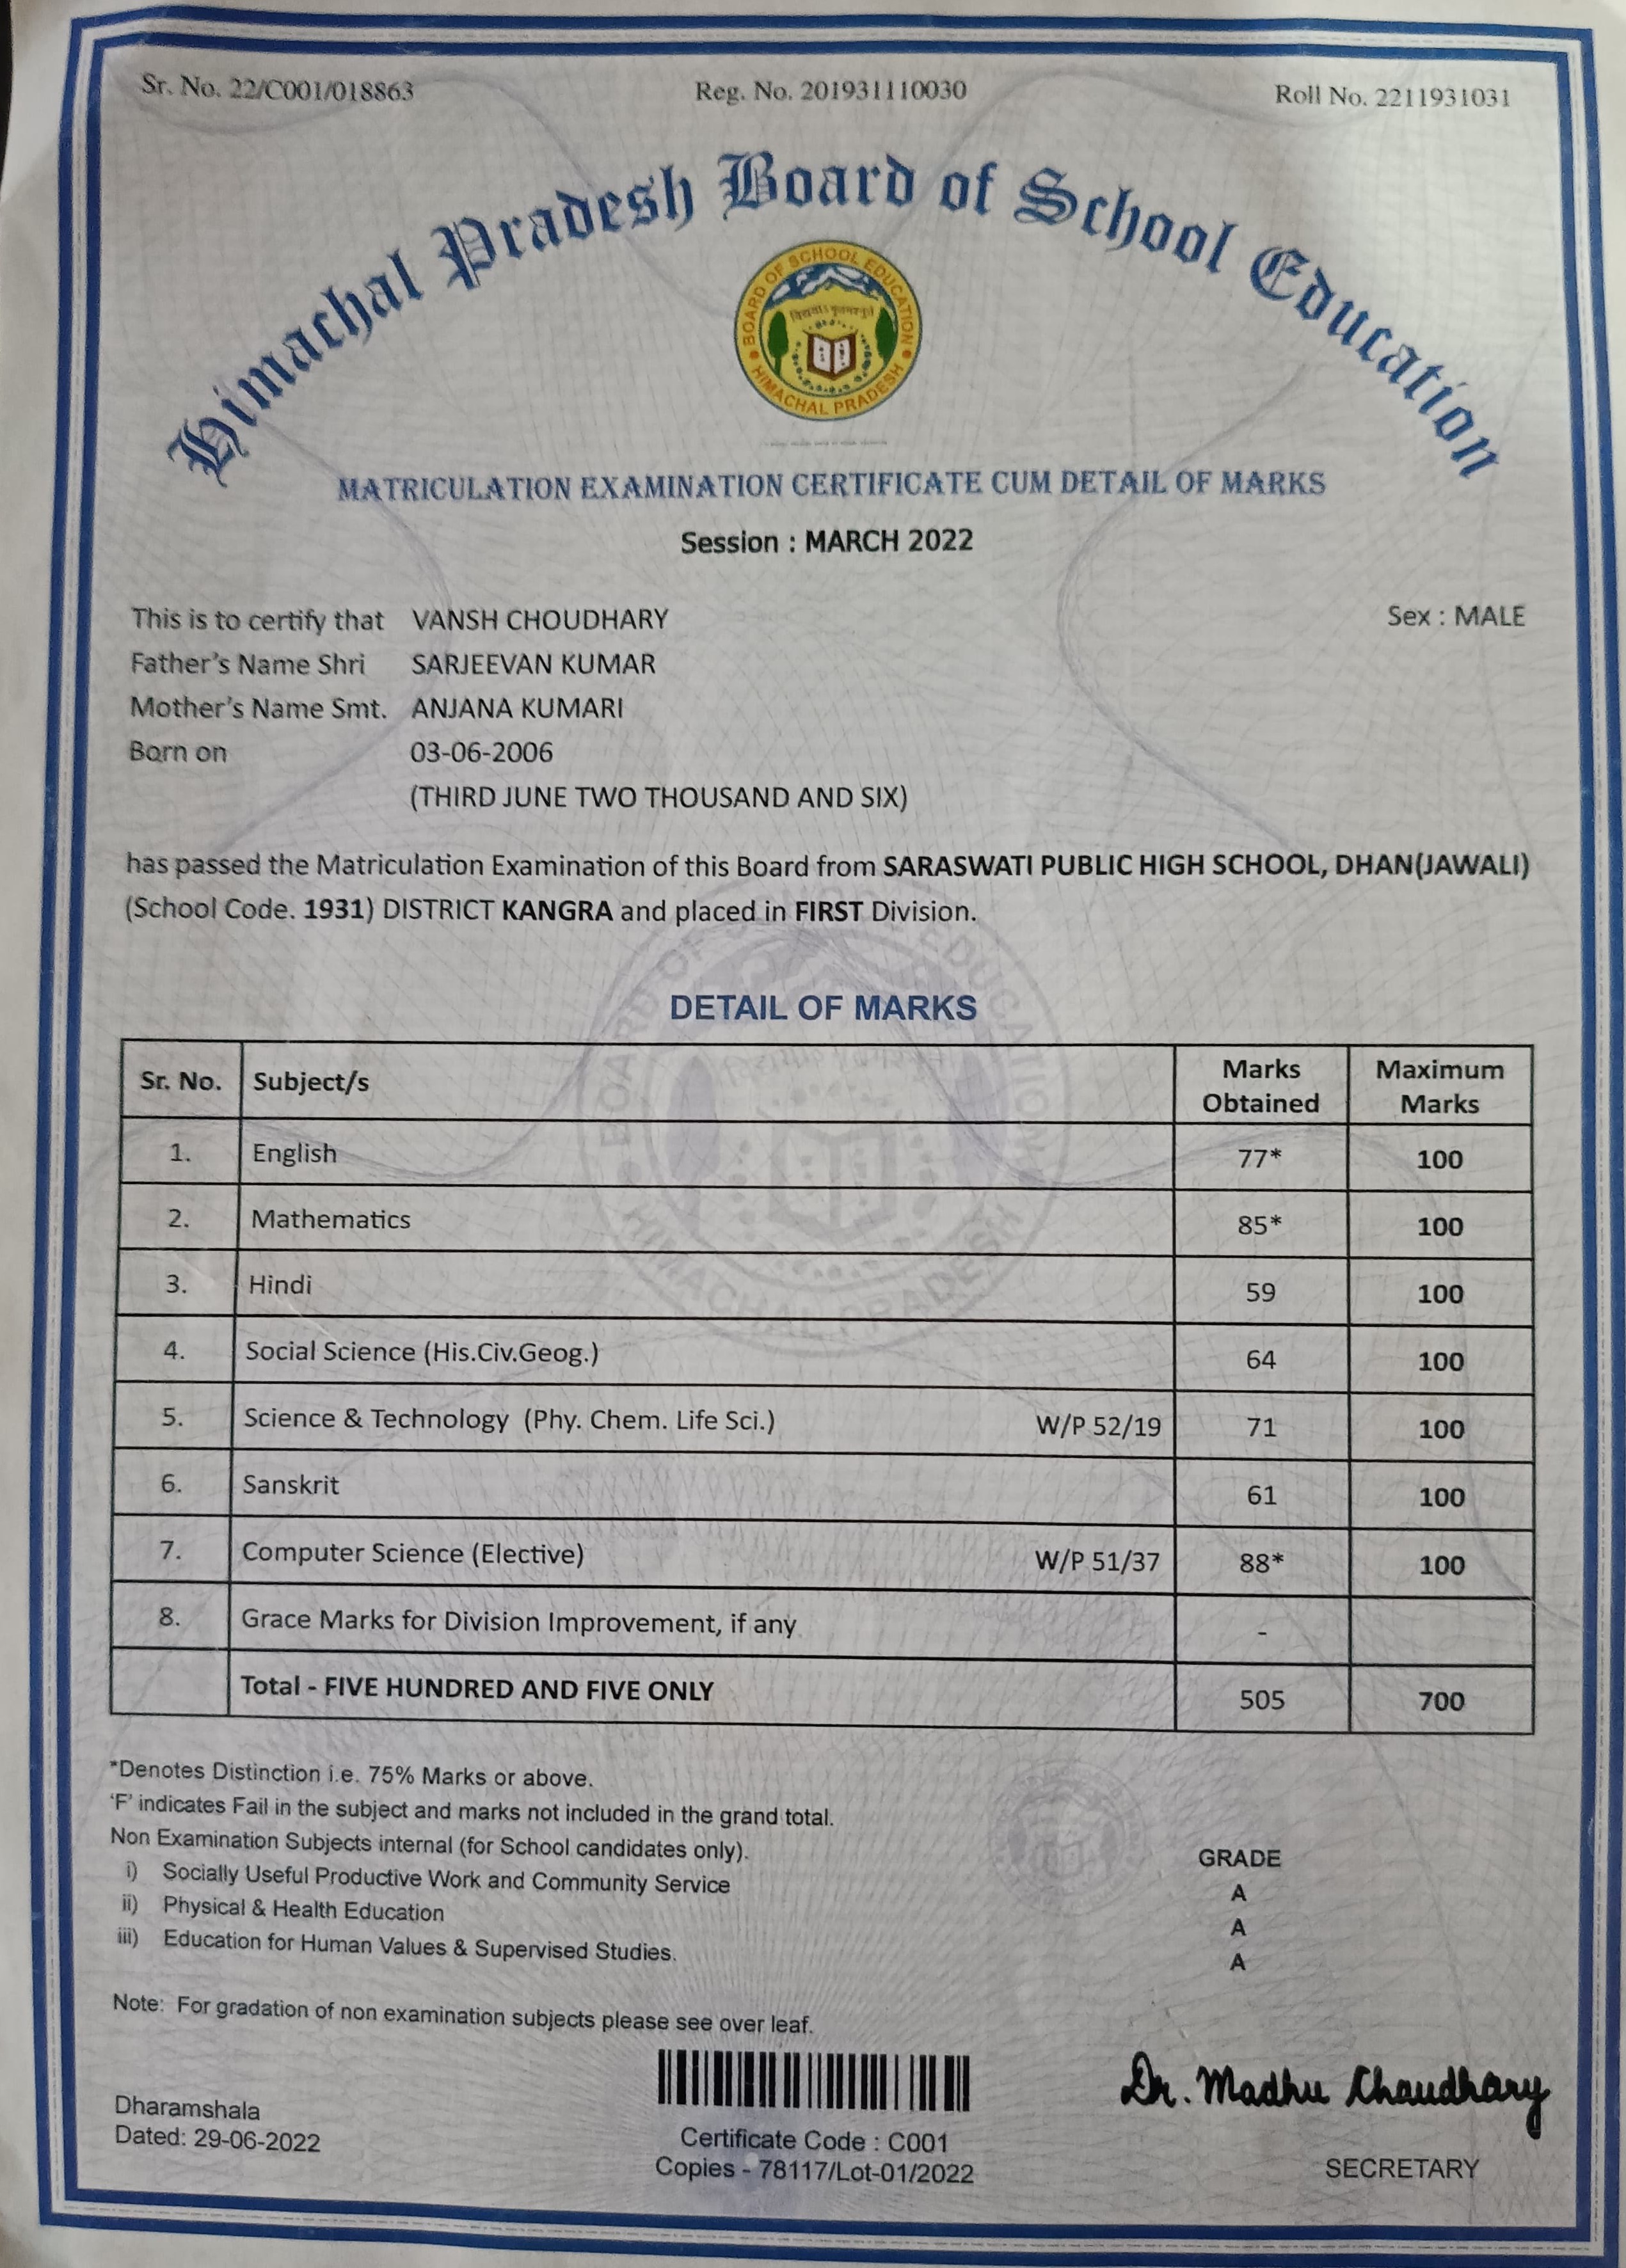 Sr. No. 22/C001/018863 Reg. No. 201931110030 Roll No. 2211931031
Himachal Pradesh Board of School Education
BOARD OF SCHOOL EDUCATION
HIMACHAL PRADESH
MATRICULATION EXAMINATION CERTIFICATE CUM DETAIL OF MARKS
Session : MARCH 2022
This is to certify that VANSH CHOUDHARY Sex : MALE
Father's Name Shri SARJEEVAN KUMAR
Mother's Name Smt. ANJANA KUMARI
Born on 03-06-2006
(THIRD JUNE TWO THOUSAND AND SIX)
has passed the Matriculation Examination of this Board from SARASWATI PUBLIC HIGH SCHOOL, DHAN(JAWALI)
(School Code. 1931) DISTRICT KANGRA and placed in FIRST Division.
DETAIL OF MARKS
Sr. No. Subject/s Marks Obtained Maximum Marks
1. English 77* 100
2. Mathematics 85* 100
3. Hindi 59 100
4. Social Science (His.Civ.Geog.) 64 100
5. Science & Technology (Phy. Chem. Life Sci.) W/P 52/19 71 100
6. Sanskrit 61 100
7. Computer Science (Elective) W/P 51/37 88* 100
8. Grace Marks for Division Improvement, if any -
Total - FIVE HUNDRED AND FIVE ONLY 505 700
*Denotes Distinction i.e. 75% Marks or above.
'F' indicates Fail in the subject and marks not included in the grand total.
Non Examination Subjects internal (for School candidates only). GRADE
i) Socially Useful Productive Work and Community Service A
ii) Physical & Health Education A
iii) Education for Human Values & Supervised Studies. A
Note: For gradation of non examination subjects please see over leaf.
Dr. Madhu Chaudhary
Dharamshala
Dated: 29-06-2022
Certificate Code : C001
Copies - 78117/Lot-01/2022
SECRETARY